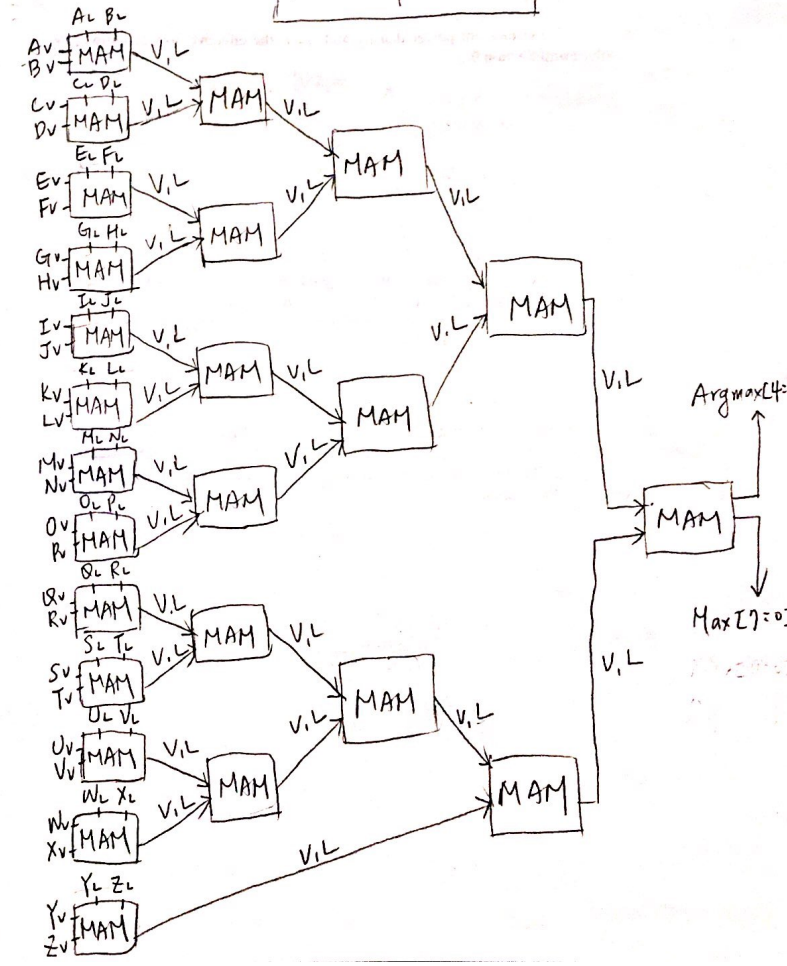 AL BL
Av
Bv
MAM
V,L
CL DL
Cv
Dv
MAM
V,L
MAM
V,L
EL FL
Ev
Fv
MAM
V,L
MAM
V,L
GL HL
Gv
Hv
MAM
V,L
MAM
V,L
IL JL
Iv
Jv
MAM
V,L
MAM
V,L
KL LL
Kv
Lv
MAM
V,L
MAM
V,L
MAM
V,L
ML NL
Mv
Nv
MAM
V,L
MAM
V,L
OL PL
Ov
Pv
MAM
V,L
MAM
Argmax[4:
Max[7:0]
QL RL
Qv
Rv
MAM
V,L
MAM
V,L
SL TL
Sv
Tv
MAM
V,L
MAM
V,L
UL VL
Uv
Vv
MAM
V,L
MAM
V,L
WL XL
Wv
Xv
MAM
V,L
MAM
V,L
YL ZL
Yv
Zv
MAM
V,L